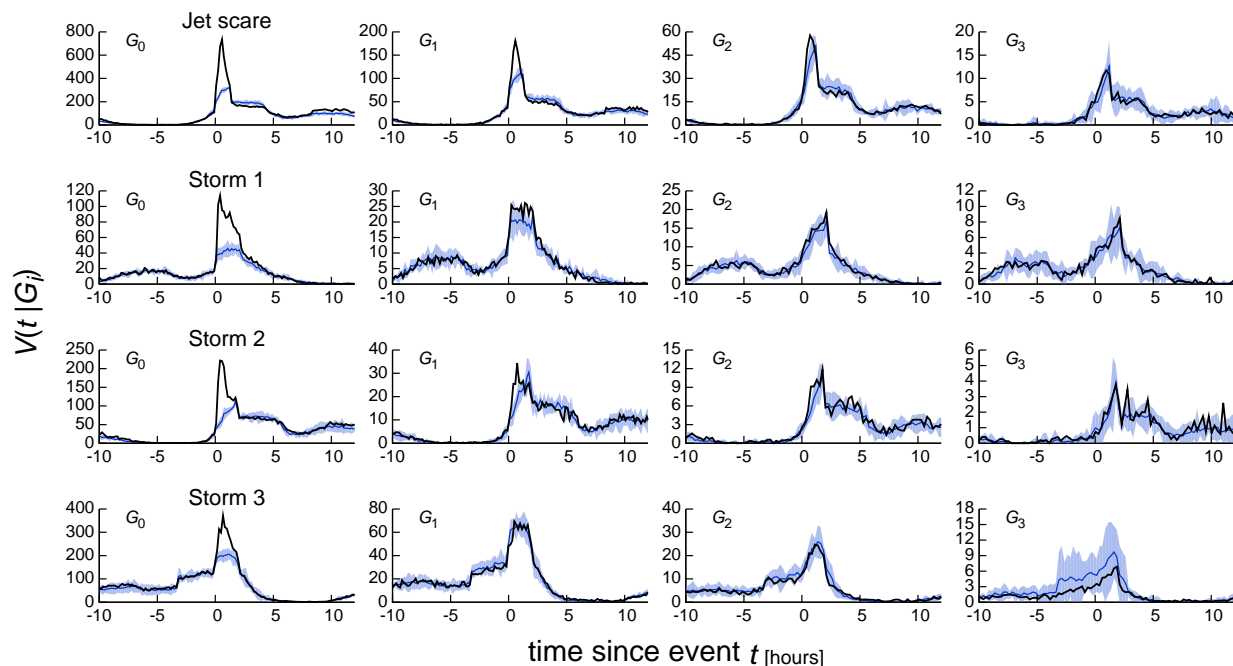 Jet scare
G0 G1 G2 G3
800 200 60 20
600 150 45 15
400 100 30 10
200 50 15 5
0 0 0 0
-10 -5 0 5 10 -10 -5 0 5 10 -10 -5 0 5 10 -10 -5 0 5 10
Storm 1
G0 G1 G2 G3
120 30 25 12
100 25 20 10
80 20 15 8
60 15 10 6
40 10 5 4
20 5 0 2
0 0 0
-10 -5 0 5 10 -10 -5 0 5 10 -10 -5 0 5 10 -10 -5 0 5 10
V(t | Gi)
Storm 2
G0 G1 G2 G3
250 40 15 6
200 30 12 5
150 20 9 4
100 10 6 3
50 0 3 2
0 0 1
0
-10 -5 0 5 10 -10 -5 0 5 10 -10 -5 0 5 10 -10 -5 0 5 10
Storm 3
G0 G1 G2 G3
400 80 40 18
300 60 30 15
200 40 20 12
100 20 10 9
0 0 0 6
3
0
-10 -5 0 5 10 -10 -5 0 5 10 -10 -5 0 5 10 -10 -5 0 5 10
time since event t [hours]